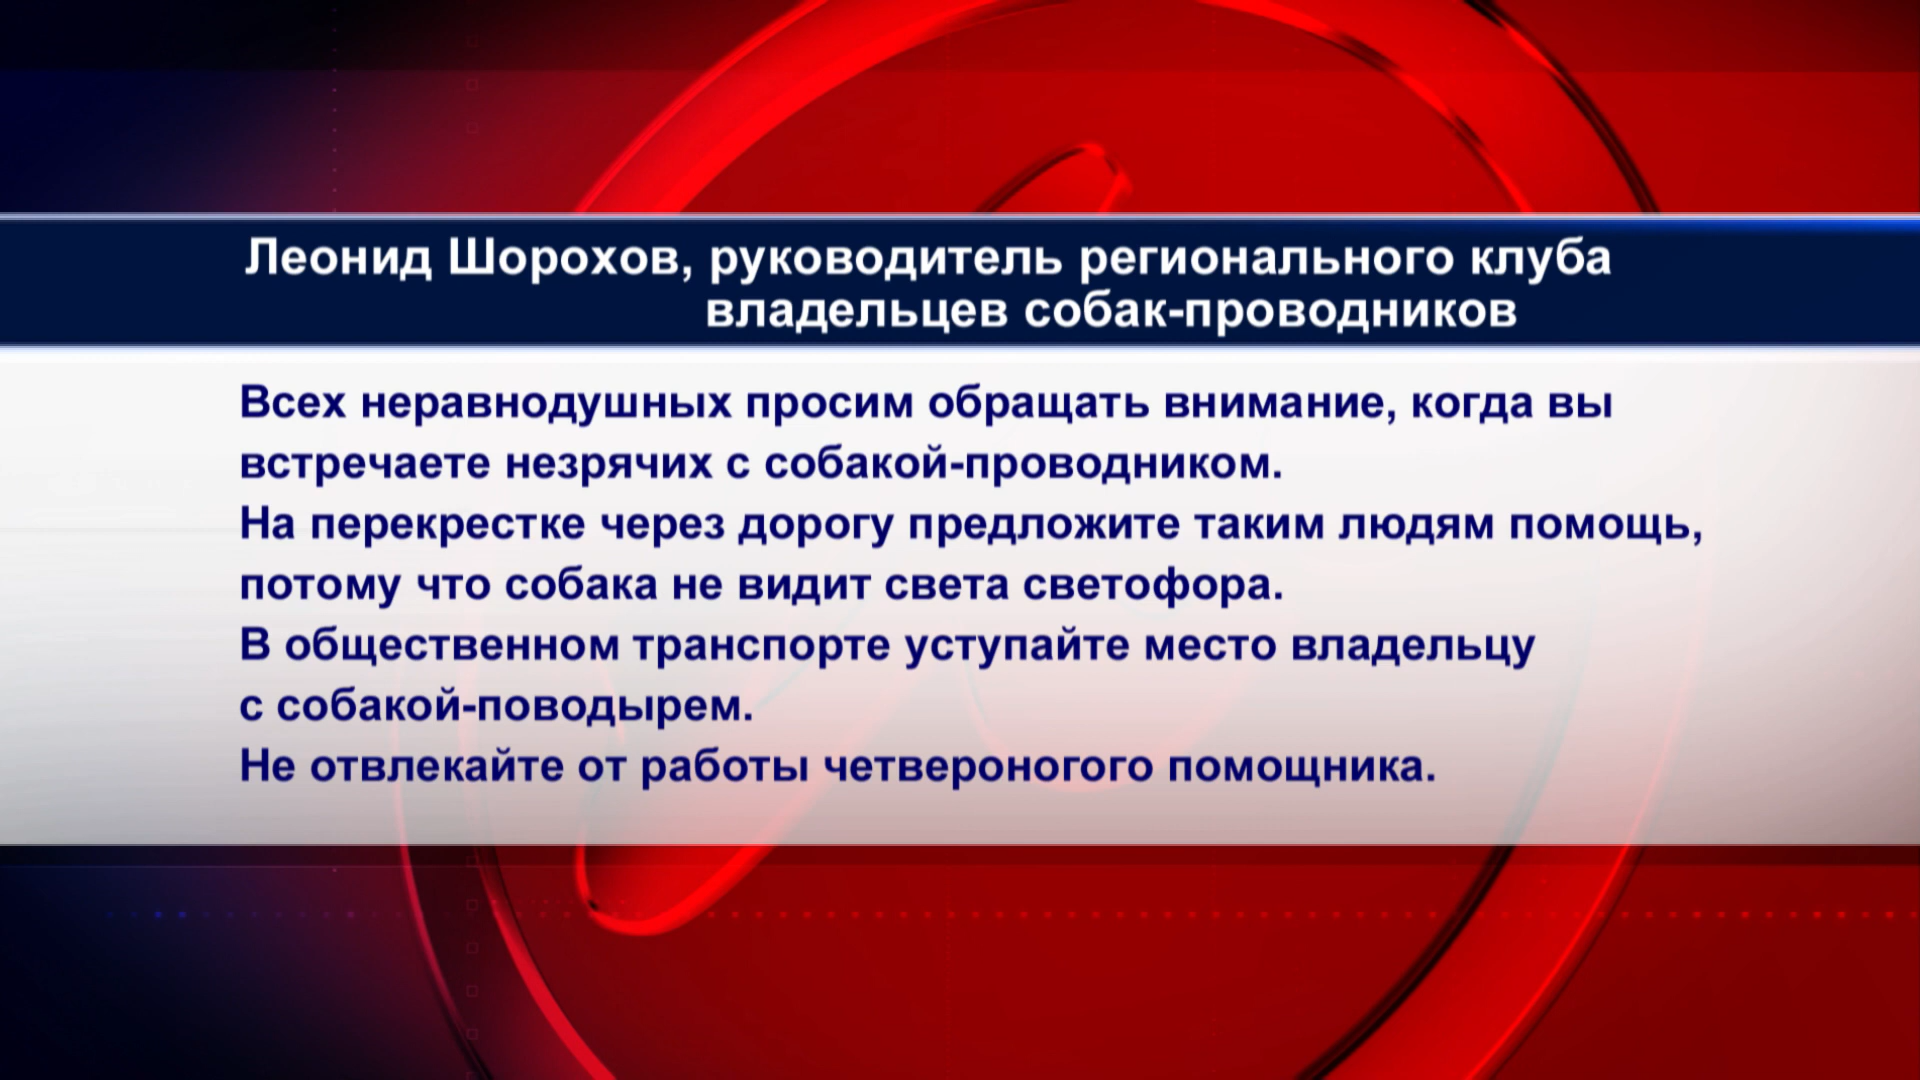 Леонид Шорохов, руководитель регионального клуба
владельцев собак-проводников
Всех неравнодушных просим обращать внимание, когда вы
встречаете незрячих с собакой-проводником.
На перекрестке через дорогу предложите таким людям помощь,
потому что собака не видит света светофора.
В общественном транспорте уступайте место владельцу
с собакой-поводырем.
Не отвлекайте от работы четвероногого помощника.